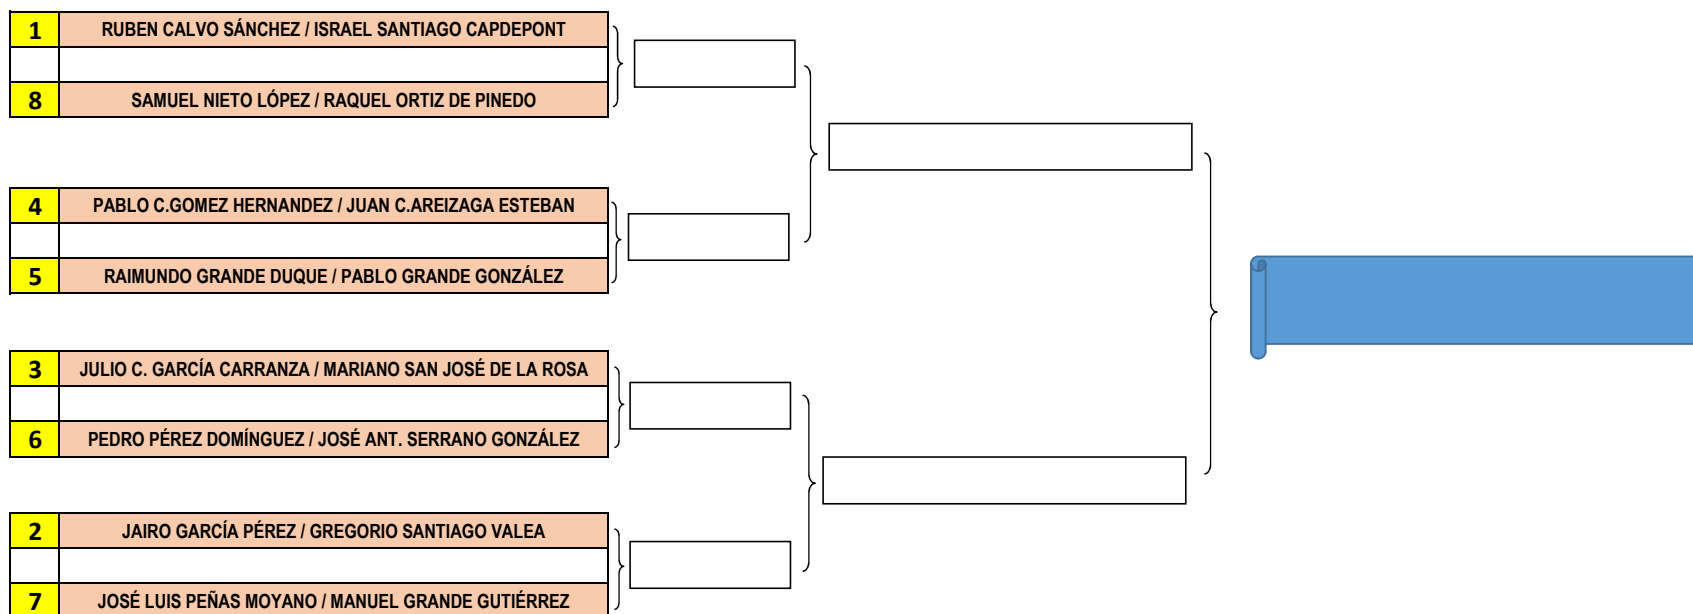 1 RUBEN CALVO SÁNCHEZ / ISRAEL SANTIAGO CAPDEPONT
8 SAMUEL NIETO LÓPEZ / RAQUEL ORTIZ DE PINEDO
4 PABLO C.GOMEZ HERNANDEZ / JUAN C.AREIZAGA ESTEBAN
5 RAIMUNDO GRANDE DUQUE / PABLO GRANDE GONZÁLEZ
3 JULIO C. GARCÍA CARRANZA / MARIANO SAN JOSÉ DE LA ROSA
6 PEDRO PÉREZ DOMÍNGUEZ / JOSÉ ANT. SERRANO GONZÁLEZ
2 JAIRO GARCÍA PÉREZ / GREGORIO SANTIAGO VALEA
7 JOSÉ LUIS PEÑAS MOYANO / MANUEL GRANDE GUTIÉRREZ